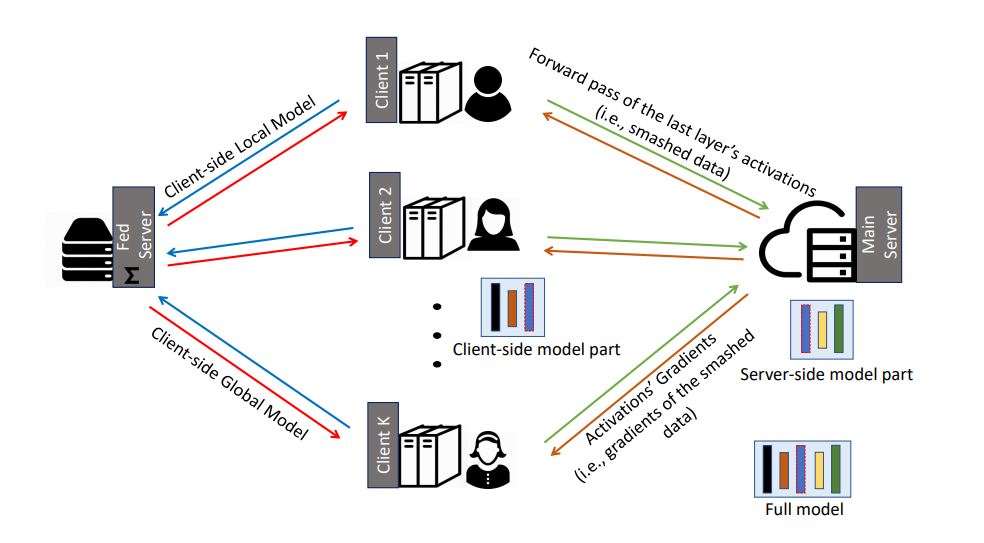 Client 1
Forward pass of the last layer's activations
(i.e., smashed data)
Client-side Local Model
Client 2
Fed
Server
Σ
Main
Server
Client-side model part
Server-side model part
Client-side Global Model
Activations' Gradients
(i.e., gradients of the smashed
data)
Client K
Full model